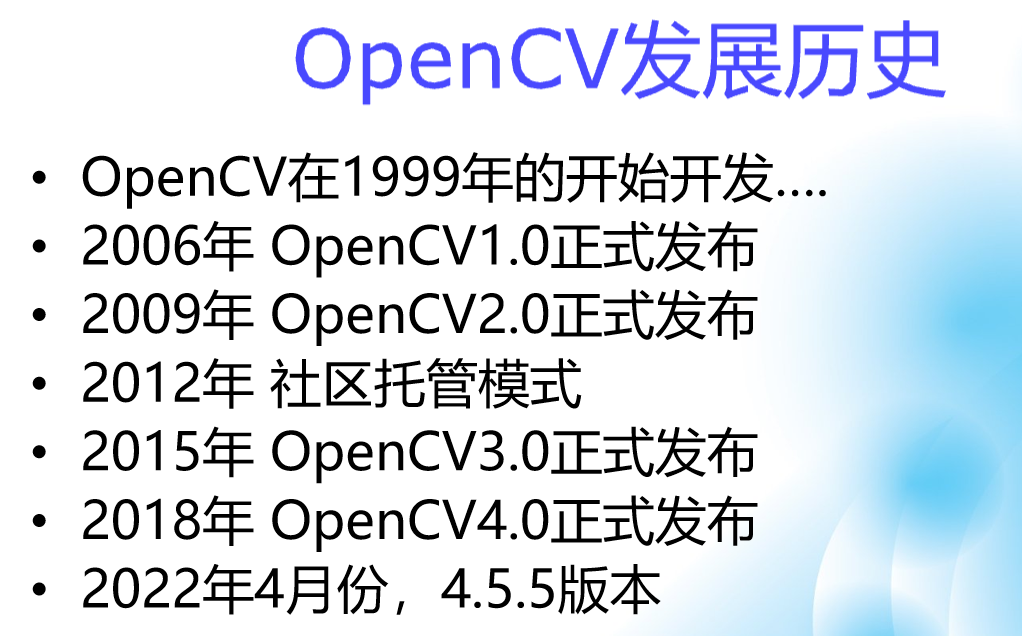 OpenCV发展历史
• OpenCV在1999年的开始开发....
• 2006年 OpenCV1.0正式发布
• 2009年 OpenCV2.0正式发布
• 2012年 社区托管模式
• 2015年 OpenCV3.0正式发布
• 2018年 OpenCV4.0正式发布
• 2022年4月份，4.5.5版本